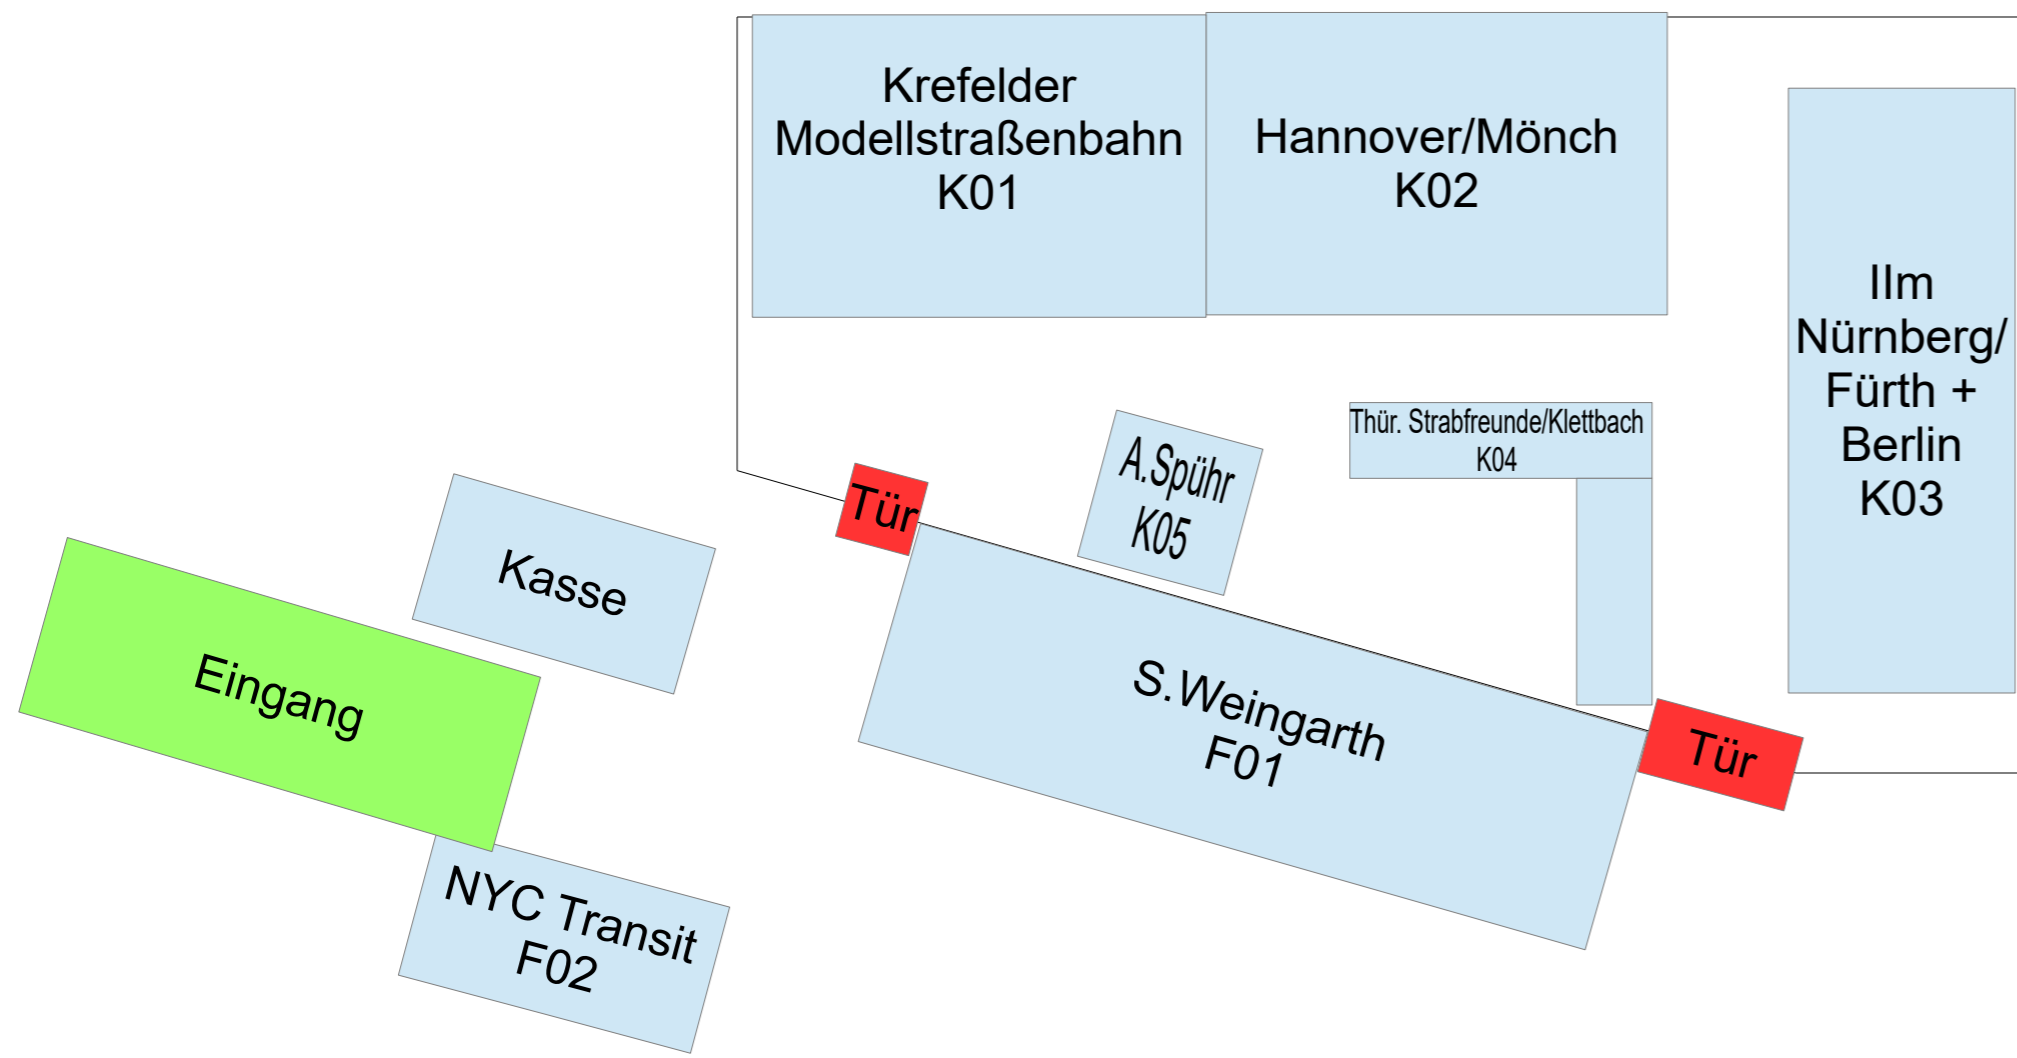 Krefelder
Modellstraßenbahn
K01
Hannover/Mönch
K02
IIm
Nürnberg/
Fürth +
Berlin
K03
Thür. Strabfreunde/Klettbach
K04
A.Spühr
K05
Tür
Kasse
Eingang
S.Weingarth
F01
Tür
NYC Transit
F02